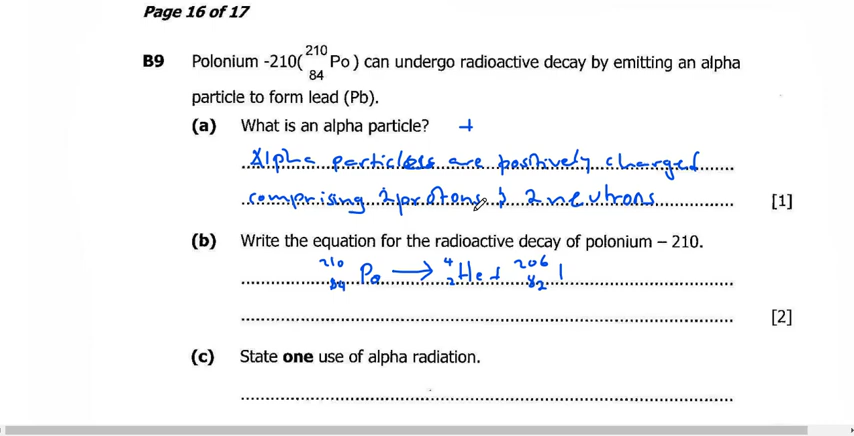 Page 16 of 17
B9 Polonium -210( 210 84 Po ) can undergo radioactive decay by emitting an alpha
particle to form lead (Pb).
(a) What is an alpha particle? +
Alpha particles are positively charged
comprising 2 protons & 2 neutrons [1]
(b) Write the equation for the radioactive decay of polonium – 210.
210 84 Po → 4 2 He + 206 82
[2]
(c) State one use of alpha radiation.